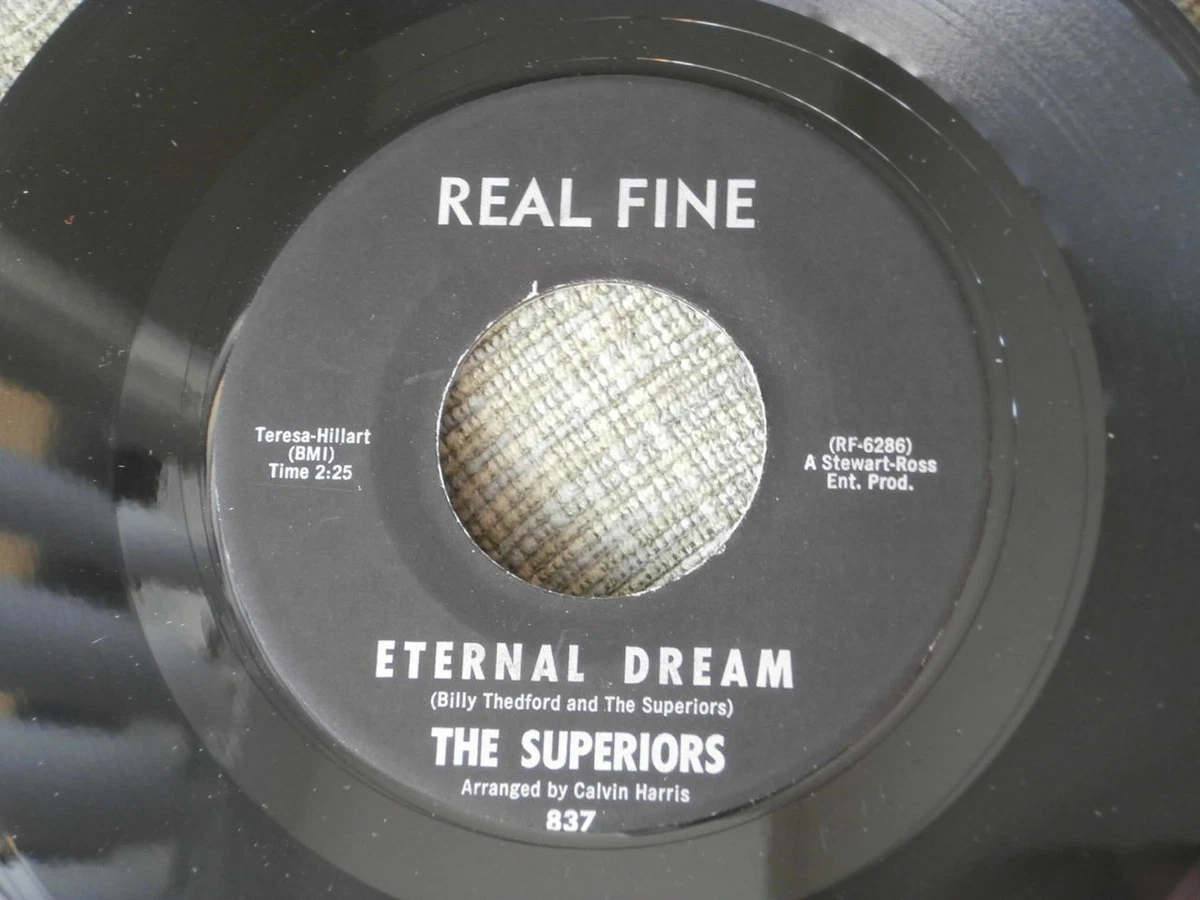 REAL FINE
Teresa-Hillart
(BMI)
Time 2:25
(RF-6286)
A Stewart-Ross
Ent. Prod.
ETERNAL DREAM
(Billy Thedford and The Superiors)
THE SUPERIORS
Arranged by Calvin Harris
837